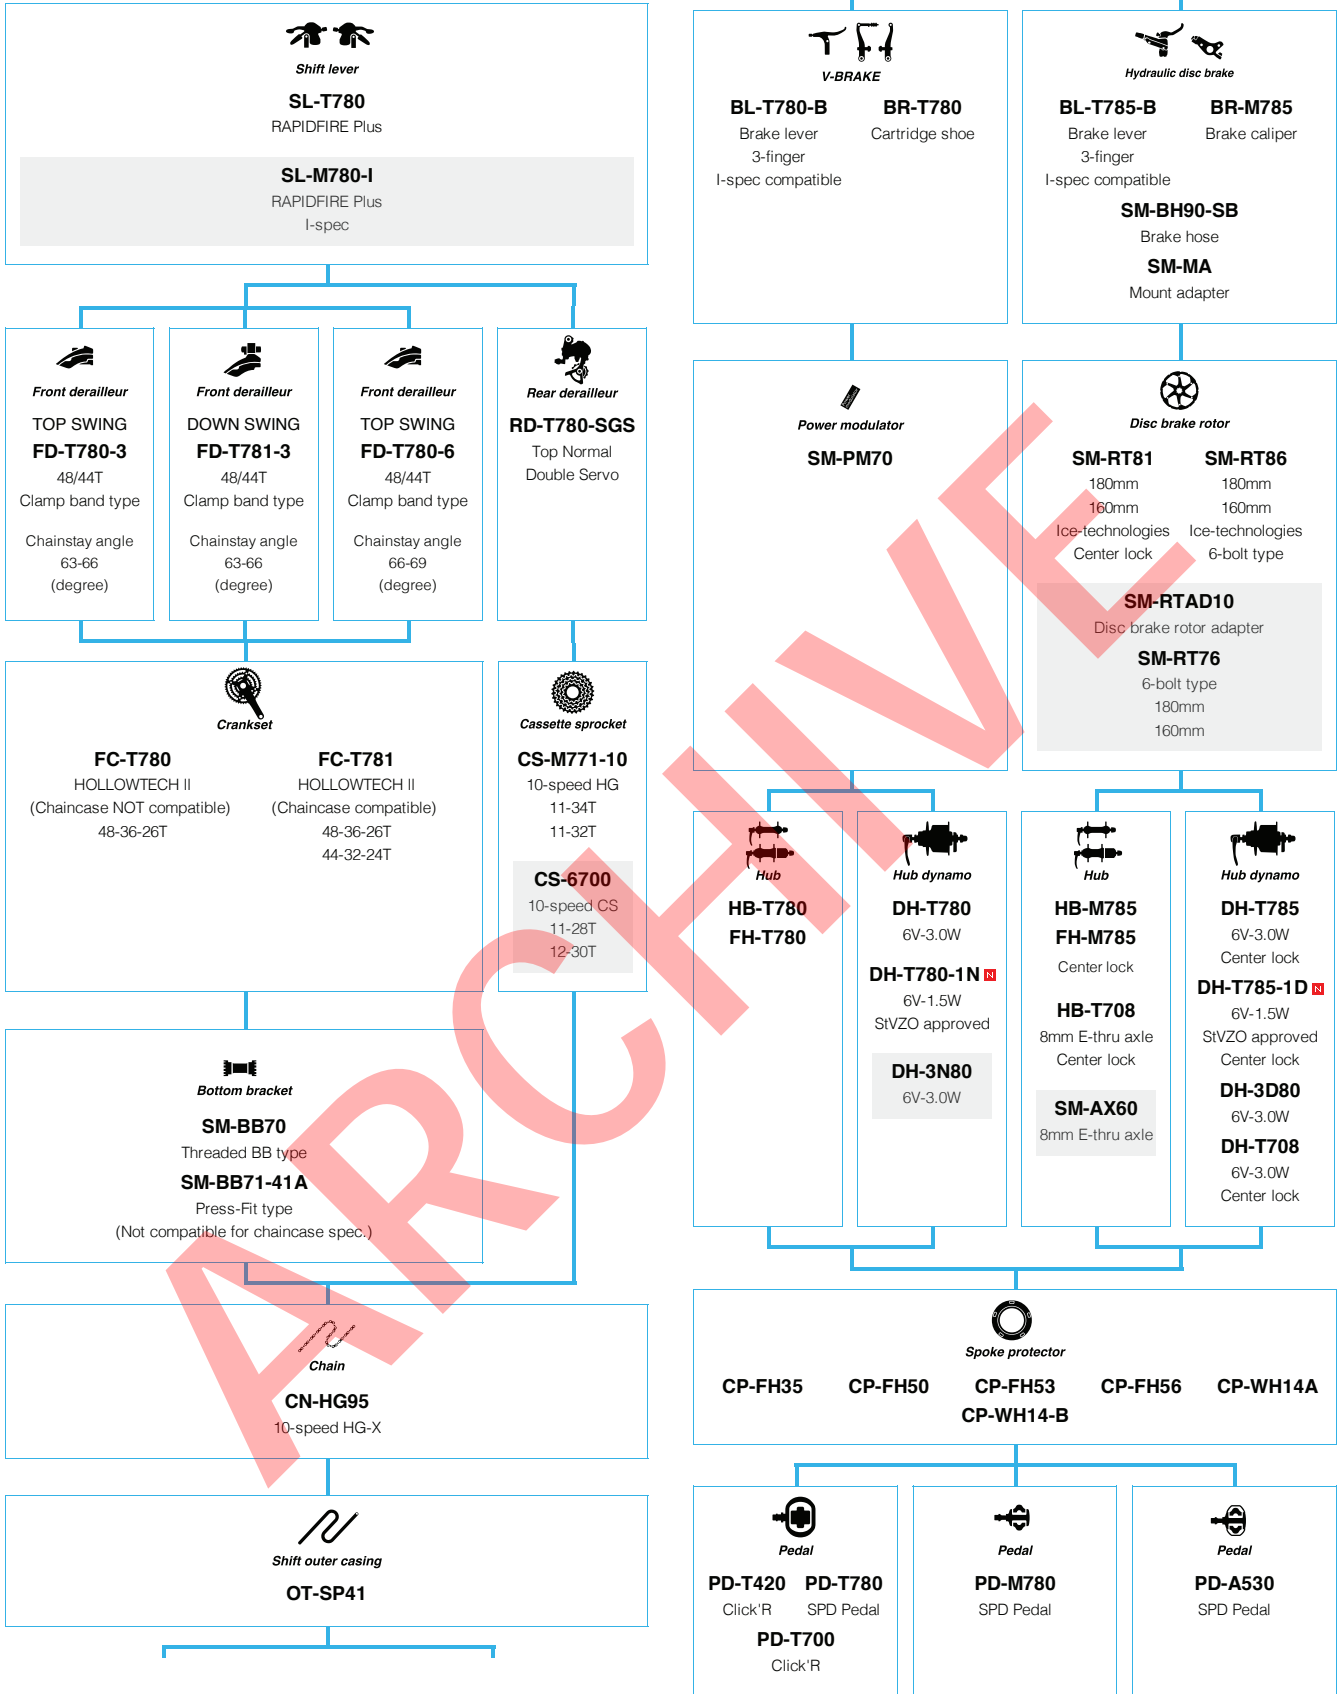 Shift lever
SL-T780
RAPIDFIRE Plus
SL-M780-I
RAPIDFIRE Plus
I-spec
Front derailleur
TOP SWING
FD-T780-3
48/44T
Clamp band type
Chainstay angle
63-66
(degree)
Front derailleur
DOWN SWING
FD-T781-3
48/44T
Clamp band type
Chainstay angle
63-66
(degree)
Front derailleur
TOP SWING
FD-T780-6
48/44T
Clamp band type
Chainstay angle
66-69
(degree)
Rear derailleur
RD-T780-SGS
Top Normal
Double Servo
Crankset
FC-T780
HOLLOWTECH II
(Chaincase NOT compatible)
48-36-26T
FC-T781
HOLLOWTECH II
(Chaincase compatible)
48-36-26T
44-32-24T
Cassette sprocket
CS-M771-10
10-speed HG
11-34T
11-32T
CS-6700
10-speed CS
11-28T
12-30T
Bottom bracket
SM-BB70
Threaded BB type
SM-BB71-41A
Press-Fit type
(Not compatible for chaincase spec.)
Chain
CN-HG95
10-speed HG-X
Shift outer casing
OT-SP41
V-BRAKE
BL-T780-B
Brake lever
3-finger
I-spec compatible
BR-T780
Cartridge shoe
Hydraulic disc brake
BL-T785-B
Brake lever
3-finger
I-spec compatible
BR-M785
Brake caliper
SM-BH90-SB
Brake hose
SM-MA
Mount adapter
Power modulator
SM-PM70
Disc brake rotor
SM-RT81
180mm
160mm
Ice-technologies
Center lock
SM-RT86
180mm
160mm
Ice-technologies
6-bolt type
SM-RTAD10
Disc brake rotor adapter
SM-RT76
6-bolt type
180mm
160mm
Hub
HB-T780
FH-T780
Hub dynamo
DH-T780
6V-3.0W
DH-T780-1N N
6V-1.5W
StVZO approved
DH-3N80
6V-3.0W
Hub
HB-M785
FH-M785
Center lock
HB-T708
8mm E-thru axle
Center lock
SM-AX60
8mm E-thru axle
Hub dynamo
DH-T785
6V-3.0W
Center lock
DH-T785-1D N
6V-1.5W
StVZO approved
Center lock
DH-3D80
6V-3.0W
DH-T708
6V-3.0W
Center lock
Spoke protector
CP-FH35 CP-FH50 CP-FH53 CP-FH56 CP-WH14A
CP-WH14-B
Pedal
PD-T420 PD-T780
Click'R SPD Pedal
PD-T700
Click'R
Pedal
PD-M780
SPD Pedal
Pedal
PD-A530
SPD Pedal
ARCHIVE